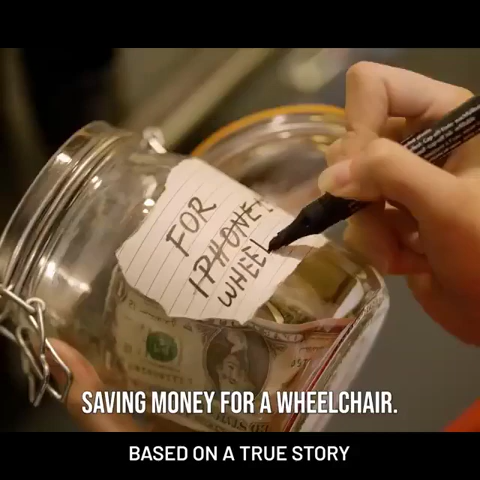 FOR
IPHONE
WHEEL
SAVING MONEY FOR A WHEELCHAIR.
BASED ON A TRUE STORY